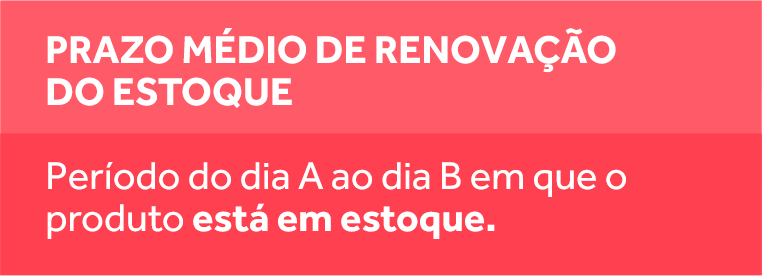 PRAZO MÉDIO DE RENOVAÇÃO
DO ESTOQUE
Período do dia A ao dia B em que o
produto está em estoque.